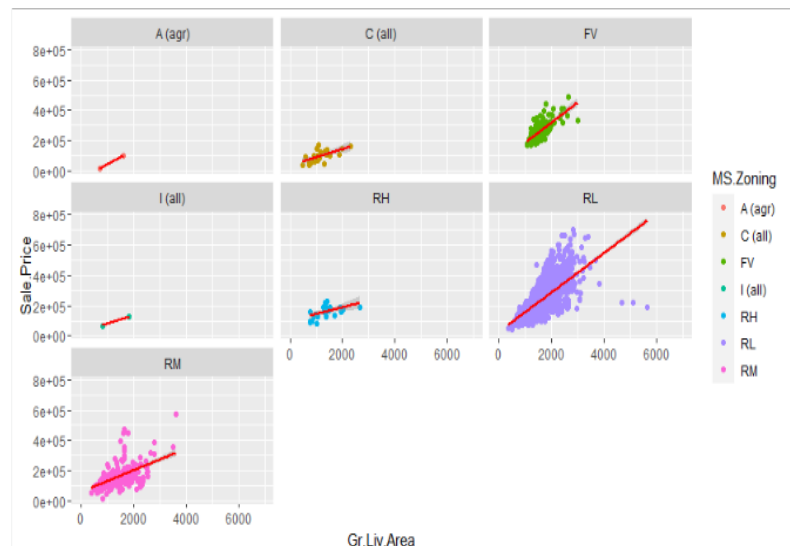 A (agr) C (all) FV
8e+05
6e+05
4e+05
2e+05
0e+00
I (all) RH RL
8e+05
6e+05
4e+05
2e+05
0e+00
0 2000 4000 6000 0 2000 4000 6000
RM
8e+05
6e+05
4e+05
2e+05
0e+00
0 2000 4000 6000
Sale.Price
Gr.Liv.Area
MS.Zoning
A (agr)
C (all)
FV
I (all)
RH
RL
RM